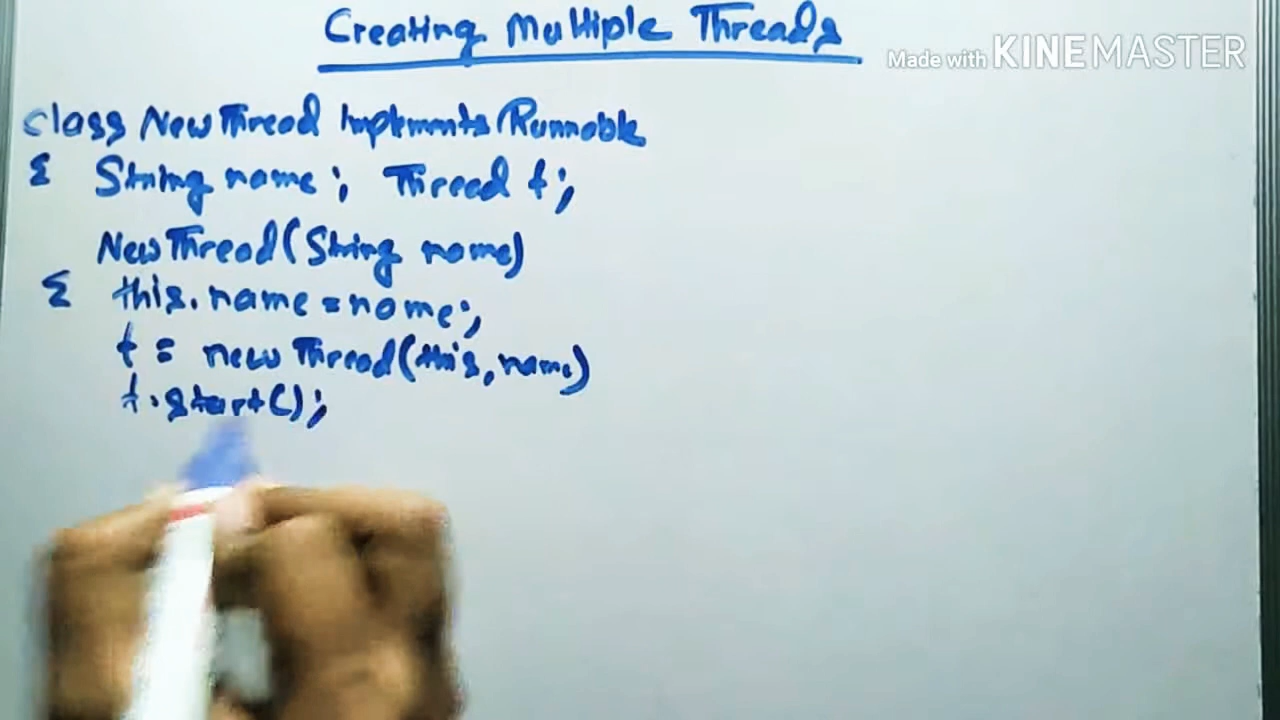 Creating Multiple Threads
Made with KINEMASTER
class NewThread Implements Runnable
{ String name; Thread t;
NewThread(String name)
{ this.name = name;
t = new Thread(this, name)
t.start();